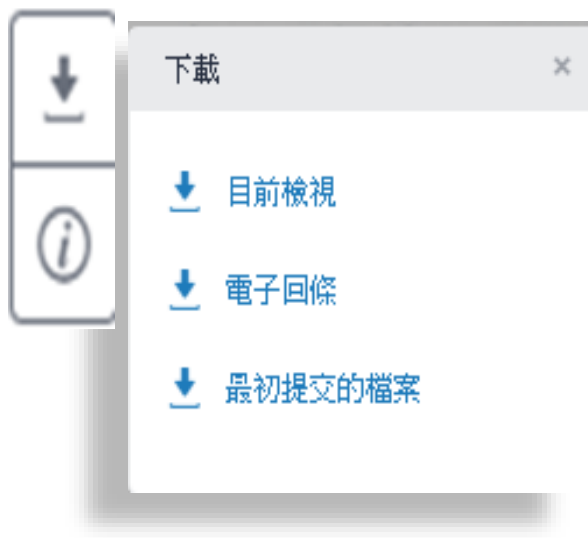 下載
目前檢視
電子回條
最初提交的檔案